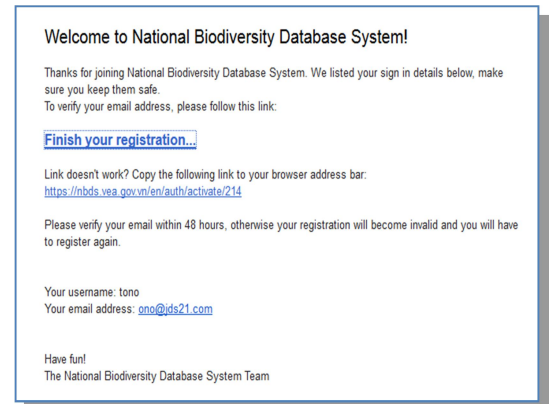 Welcome to National Biodiversity Database System!
Thanks for joining National Biodiversity Database System. We listed your sign in details below, make
sure you keep them safe.
To verify your email address, please follow this link:
Finish your registration...
Link doesn't work? Copy the following link to your browser address bar:
https://nbds.vea.gov.vn/en/auth/activate/214
Please verify your email within 48 hours, otherwise your registration will become invalid and you will have
to register again.
Your username: tono
Your email address: ono@jds21.com
Have fun!
The National Biodiversity Database System Team